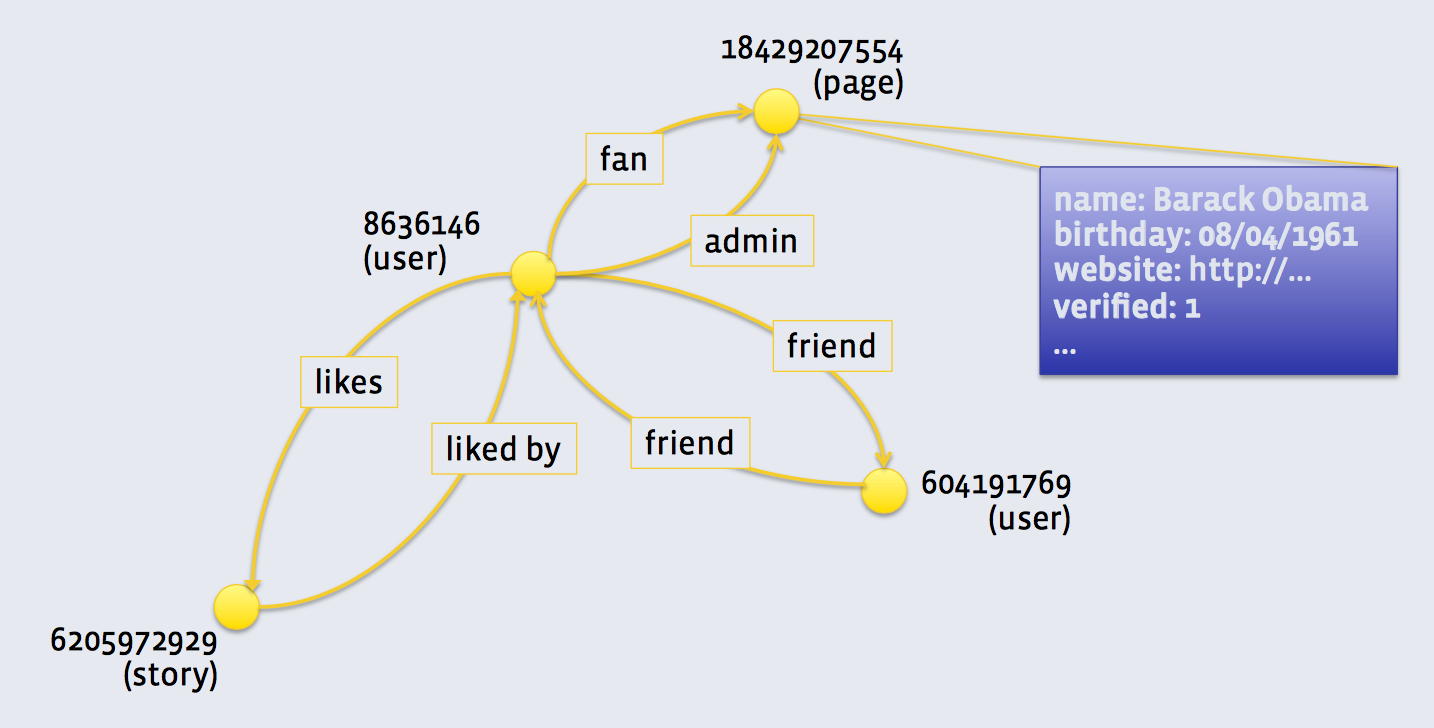 18429207554
(page)
fan
name: Barack Obama
birthday: 08/04/1961
website: http://...
verified: 1
...
8636146
(user)
admin
friend
likes
liked by
friend
604191769
(user)
6205972929
(story)